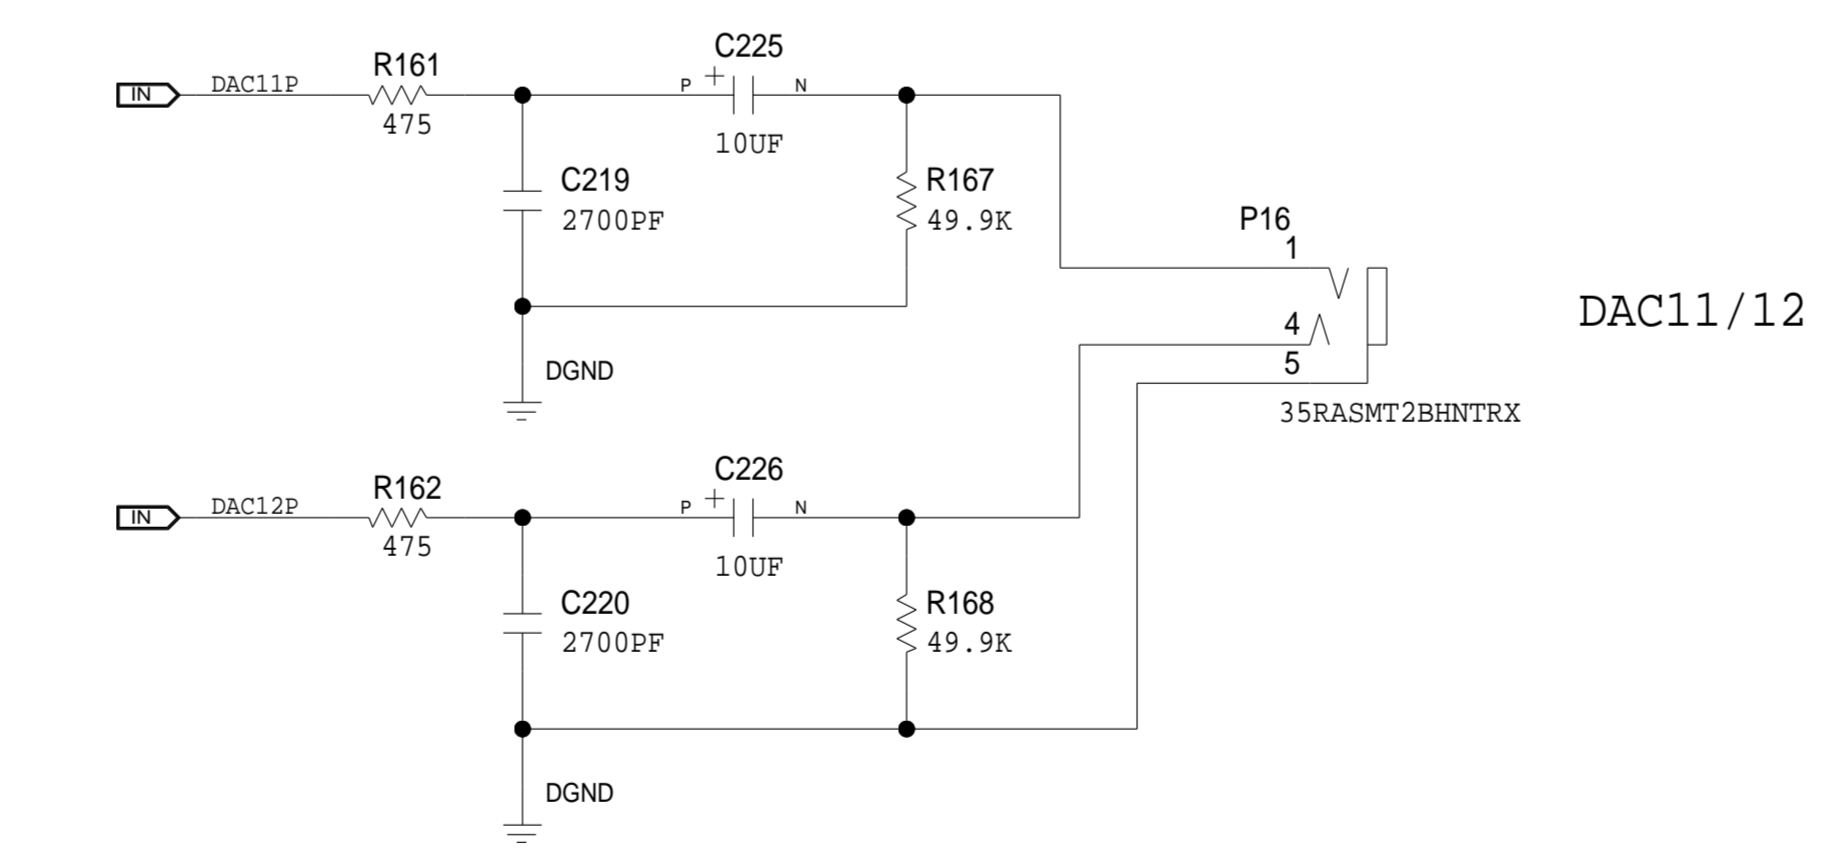 C225
R161
IN
DAC11P
P
+
N
475
10UF
C219
2700PF
R167
49.9K
P16
1
DAC11/12
4
5
DGND
35RASMT2BHNTRX
C226
R162
IN
DAC12P
P
+
N
475
10UF
C220
2700PF
R168
49.9K
DGND